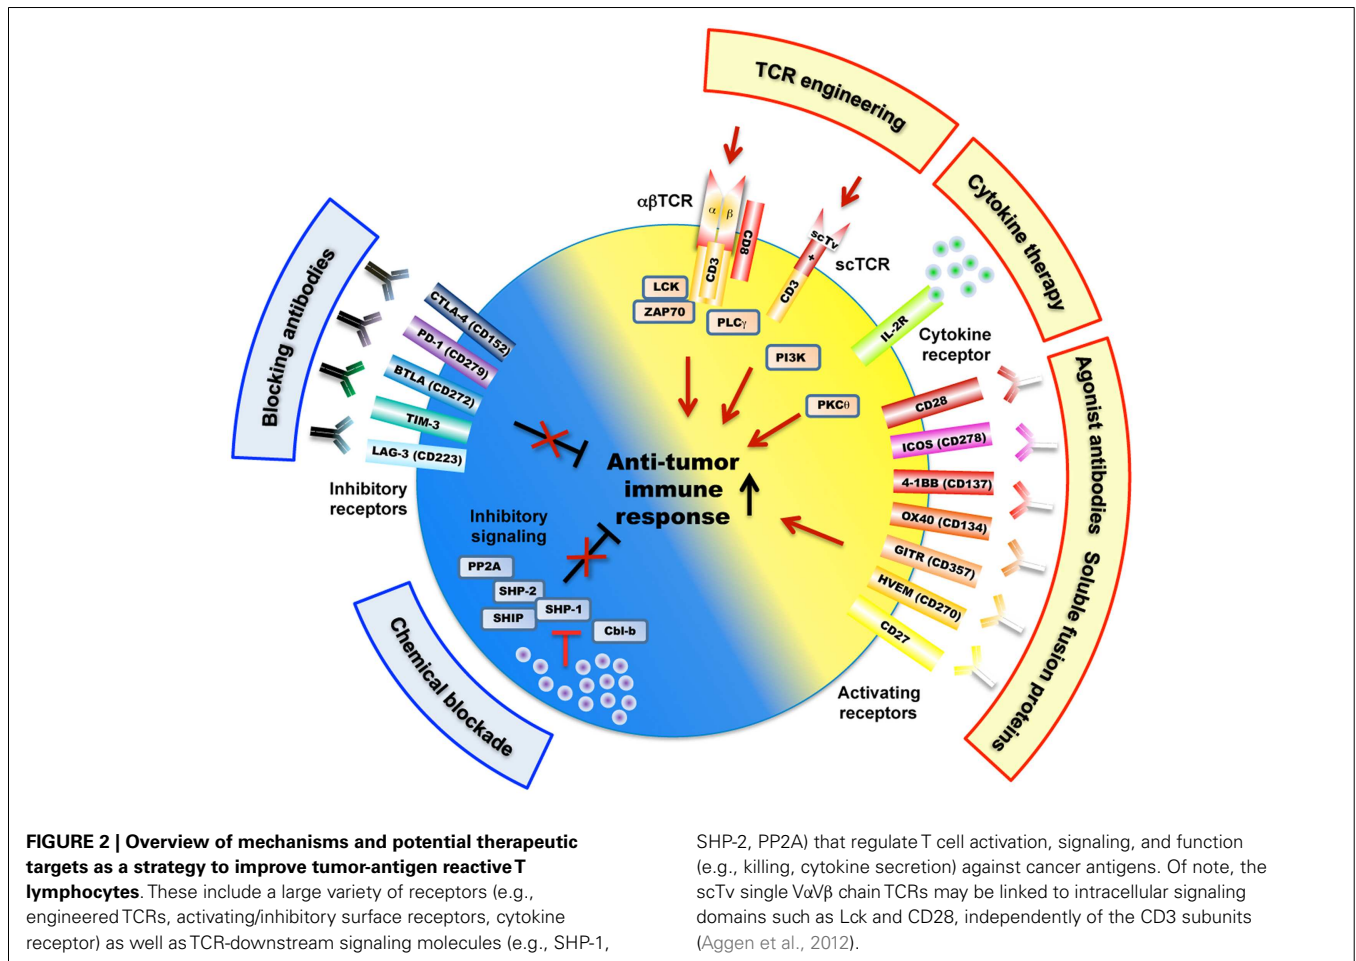 TCR engineering
Cytokine therapy
Agonist antibodies Soluble fusion proteins
Blocking antibodies
Chemical blockade
αβTCR
α
β
CD3
CD8
scTv
+
CD3
scTCR
LCK
ZAP70
PLCγ
PI3K
PKCθ
IL-2R
Cytokine
receptor
CTLA-4 (CD152)
PD-1 (CD279)
BTLA (CD272)
TIM-3
LAG-3 (CD223)
Inhibitory
receptors
CD28
ICOS (CD278)
4-1BB (CD137)
OX40 (CD134)
GITR (CD357)
HVEM (CD270)
CD27
Activating
receptors
Anti-tumor
immune
response
Inhibitory
signaling
PP2A
SHP-2
SHP-1
SHIP
Cbl-b
FIGURE 2 | Overview of mechanisms and potential therapeutic
targets as a strategy to improve tumor-antigen reactive T
lymphocytes. These include a large variety of receptors (e.g.,
engineered TCRs, activating/inhibitory surface receptors, cytokine
receptor) as well as TCR-downstream signaling molecules (e.g., SHP-1,
SHP-2, PP2A) that regulate T cell activation, signaling, and function
(e.g., killing, cytokine secretion) against cancer antigens. Of note, the
scTv single VαVβ chain TCRs may be linked to intracellular signaling
domains such as Lck and CD28, independently of the CD3 subunits
(Aggen et al., 2012).